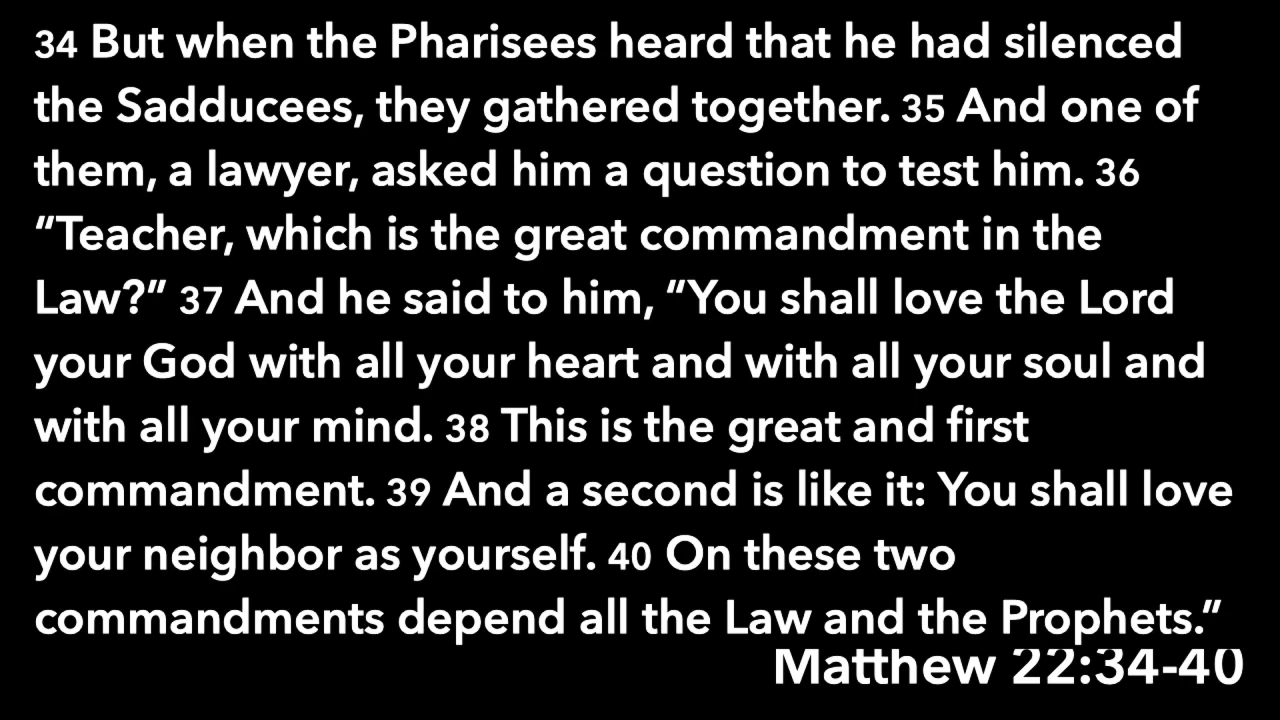 34 But when the Pharisees heard that he had silenced
the Sadducees, they gathered together. 35 And one of
them, a lawyer, asked him a question to test him. 36
“Teacher, which is the great commandment in the
Law?” 37 And he said to him, “You shall love the Lord
your God with all your heart and with all your soul and
with all your mind. 38 This is the great and first
commandment. 39 And a second is like it: You shall love
your neighbor as yourself. 40 On these two
commandments depend all the Law and the Prophets.”
Matthew 22:34-40